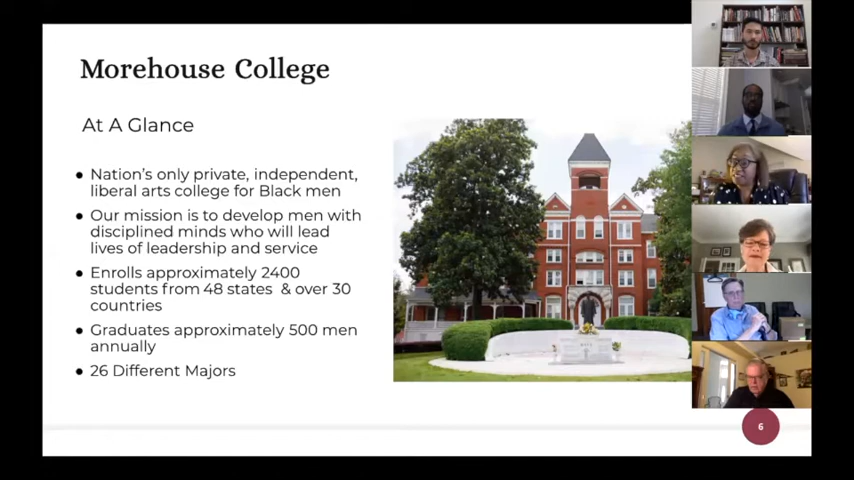 Morehouse College
At A Glance
● Nation's only private, independent,
liberal arts college for Black men
● Our mission is to develop men with
disciplined minds who will lead
lives of leadership and service
● Enrolls approximately 2400
students from 48 states & over 30
countries
● Graduates approximately 500 men
annually
● 26 Different Majors
6